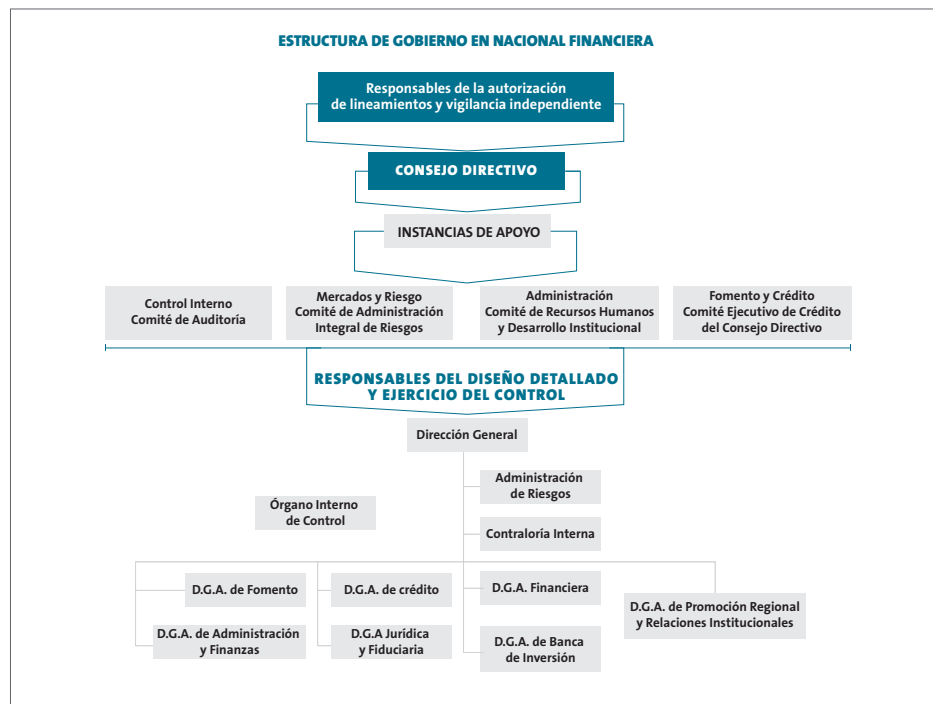 ESTRUCTURA DE GOBIERNO EN NACIONAL FINANCIERA
Responsables de la autorización
de lineamientos y vigilancia independiente
CONSEJO DIRECTIVO
INSTANCIAS DE APOYO
Control Interno
Comité de Auditoría
Mercados y Riesgo
Comité de Administración
Integral de Riesgos
Administración
Comité de Recursos Humanos
y Desarrollo Institucional
Fomento y Crédito
Comité Ejecutivo de Crédito
del Consejo Directivo
RESPONSABLES DEL DISEÑO DETALLADO
Y EJERCICIO DEL CONTROL
Dirección General
Administración
de Riesgos
Órgano Interno
de Control
Contraloría Interna
D.G.A. de Fomento
D.G.A. de crédito
D.G.A. Financiera
D.G.A. de Promoción Regional
y Relaciones Institucionales
D.G.A. de Administración
y Finanzas
D.G.A Jurídica
y Fiduciaria
D.G.A. de Banca
de Inversión